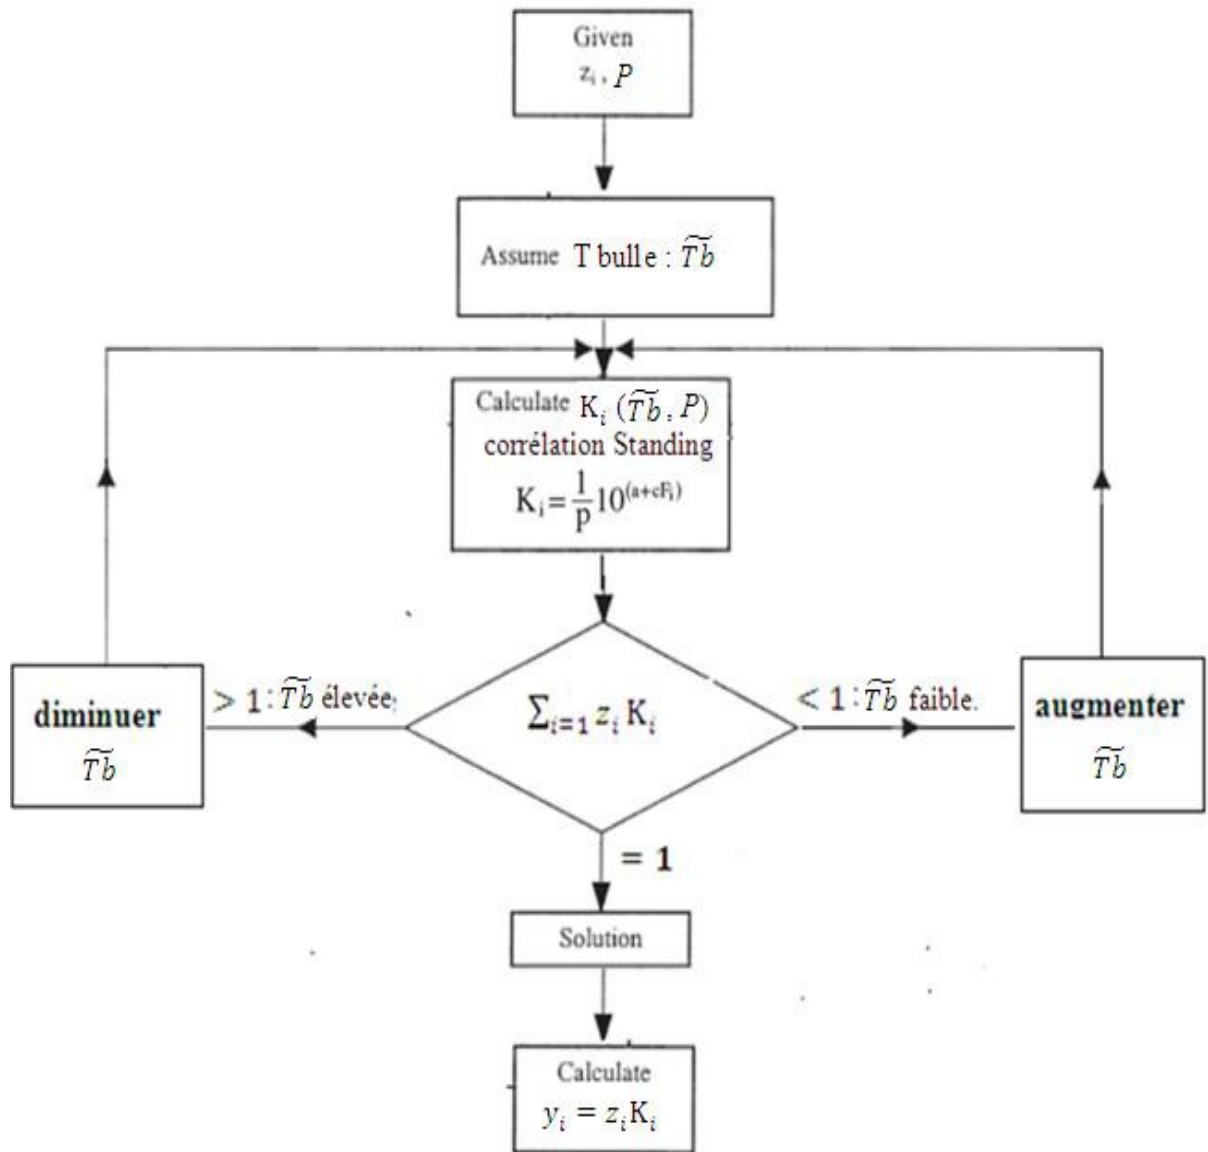 Given
zᵢ, P
Assume T bulle : T̃b
Calculate Kᵢ (T̃b, P)
corrélation Standing
Kᵢ = 1/p 10^(a+cFᵢ)
> 1 : T̃b élevée;
diminuer
T̃b
∑ᵢ₌₁ zᵢ Kᵢ
< 1 : T̃b faible.
augmenter
T̃b
= 1
Solution
Calculate
yᵢ = zᵢKᵢ